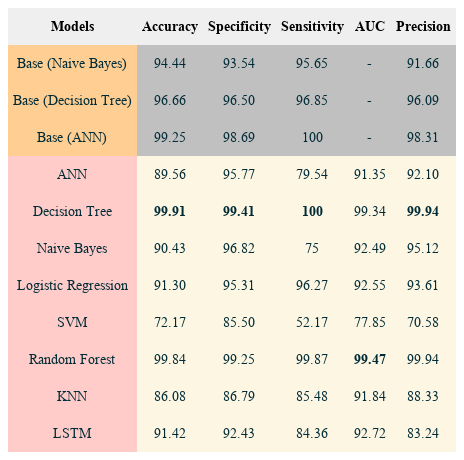 Models Accuracy Specificity Sensitivity AUC Precision
Base (Naive Bayes) 94.44 93.54 95.65 - 91.66
Base (Decision Tree) 96.66 96.50 96.85 - 96.09
Base (ANN) 99.25 98.69 100 - 98.31
ANN 89.56 95.77 79.54 91.35 92.10
Decision Tree 99.91 99.41 100 99.34 99.94
Naive Bayes 90.43 96.82 75 92.49 95.12
Logistic Regression 91.30 95.31 96.27 92.55 93.61
SVM 72.17 85.50 52.17 77.85 70.58
Random Forest 99.84 99.25 99.87 99.47 99.94
KNN 86.08 86.79 85.48 91.84 88.33
LSTM 91.42 92.43 84.36 92.72 83.24